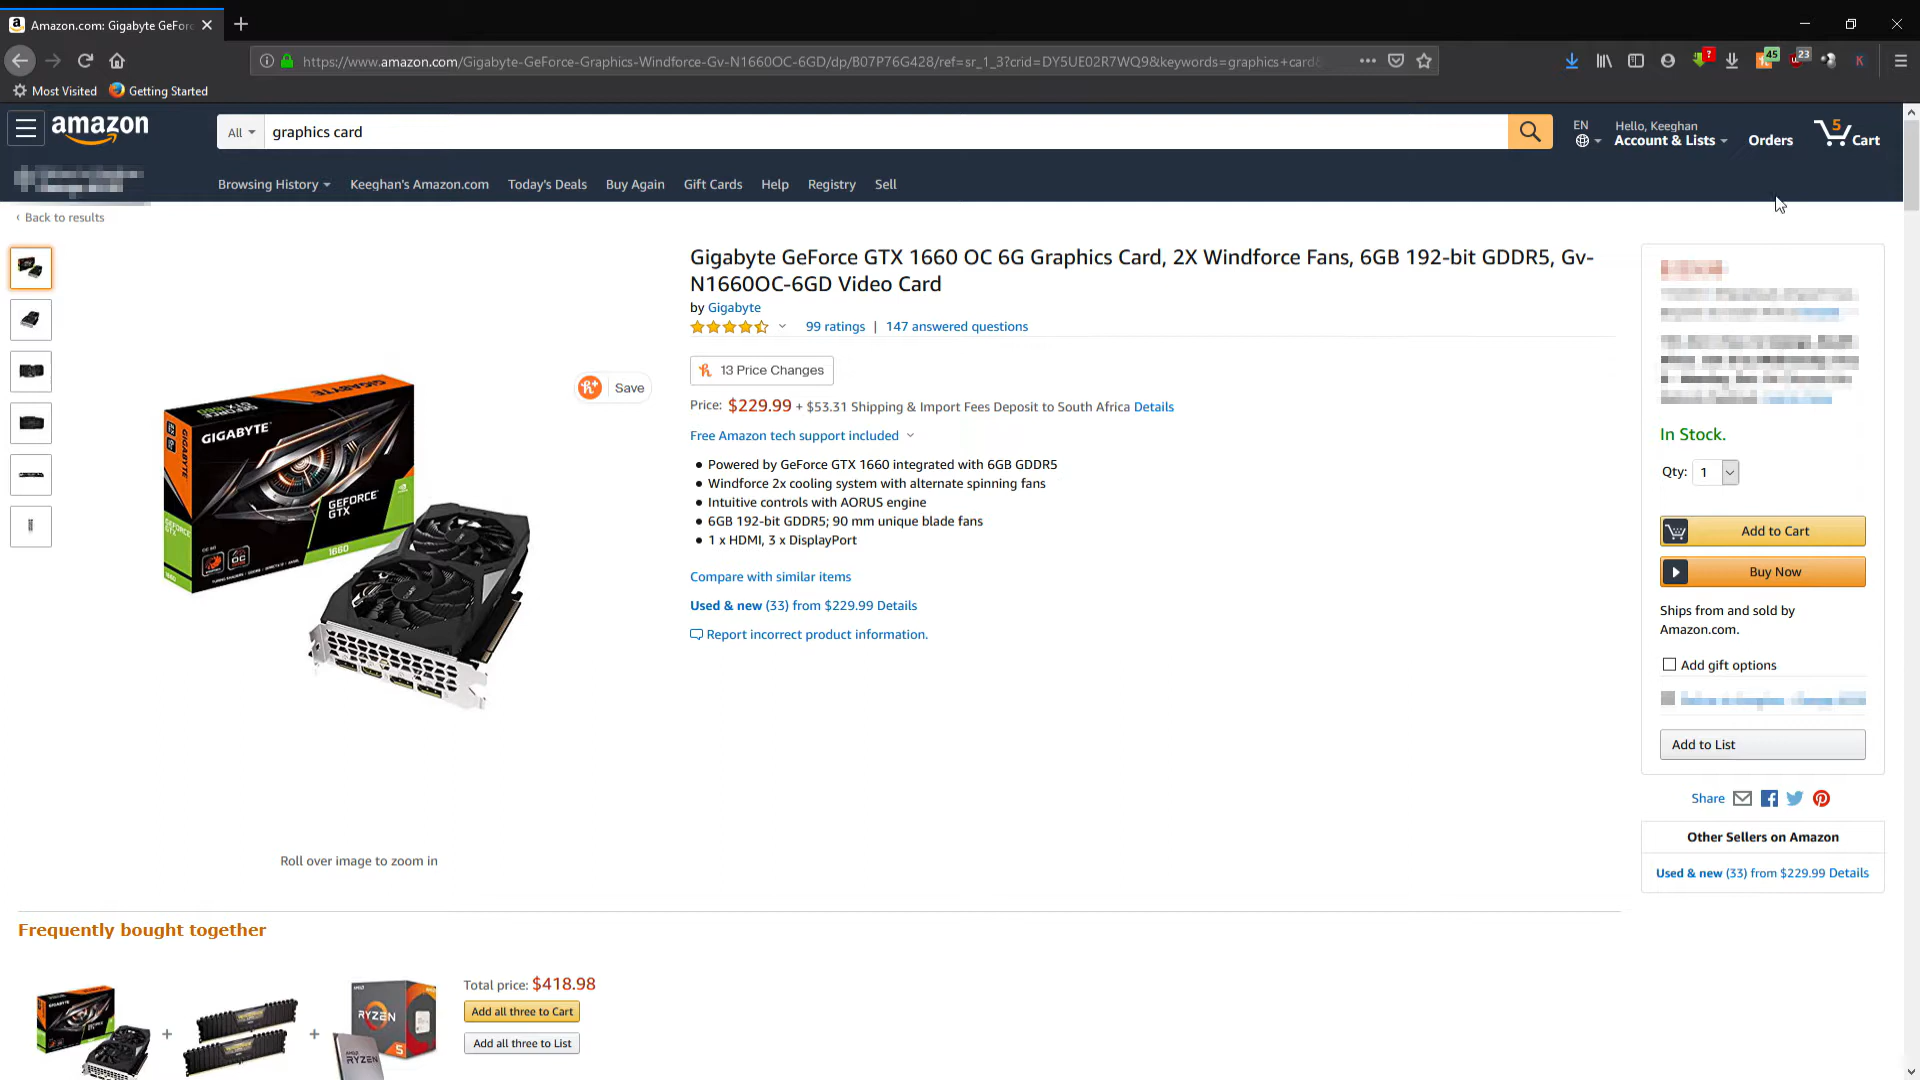 Amazon.com: Gigabyte GeFor
https://www.amazon.com/Gigabyte-GeForce-Graphics-Windforce-Gv-N1660OC-6GD/dp/B07P76G428/ref=sr_1_3?crid=DY5UE02R7WQ9&keywords=graphics+card&
?
45
23
K
Most Visited
Getting Started
amazon
All
graphics card
EN
Hello, Keeghan
Account & Lists
Orders
5
Cart
Browsing History
Keeghan's Amazon.com
Today's Deals
Buy Again
Gift Cards
Help
Registry
Sell
‹ Back to results
Gigabyte GeForce GTX 1660 OC 6G Graphics Card, 2X Windforce Fans, 6GB 192-bit GDDR5, Gv-
N1660OC-6GD Video Card
by Gigabyte
99 ratings | 147 answered questions
13 Price Changes
Save
Price: $229.99 + $53.31 Shipping & Import Fees Deposit to South Africa Details
Free Amazon tech support included
• Powered by GeForce GTX 1660 integrated with 6GB GDDR5
• Windforce 2x cooling system with alternate spinning fans
• Intuitive controls with AORUS engine
• 6GB 192-bit GDDR5; 90 mm unique blade fans
• 1 x HDMI, 3 x DisplayPort
Compare with similar items
Used & new (33) from $229.99 Details
Report incorrect product information.
GIGABYTE
GEFORCE
GTX
1660
OC
Roll over image to zoom in
In Stock.
Qty: 1
Add to Cart
Buy Now
Ships from and sold by
Amazon.com.
Add gift options
Add to List
Share
Other Sellers on Amazon
Used & new (33) from $229.99 Details
Frequently bought together
GIGABYTE
+
+
AMD
RYZEN
5
RYZEN
Total price: $418.98
Add all three to Cart
Add all three to List